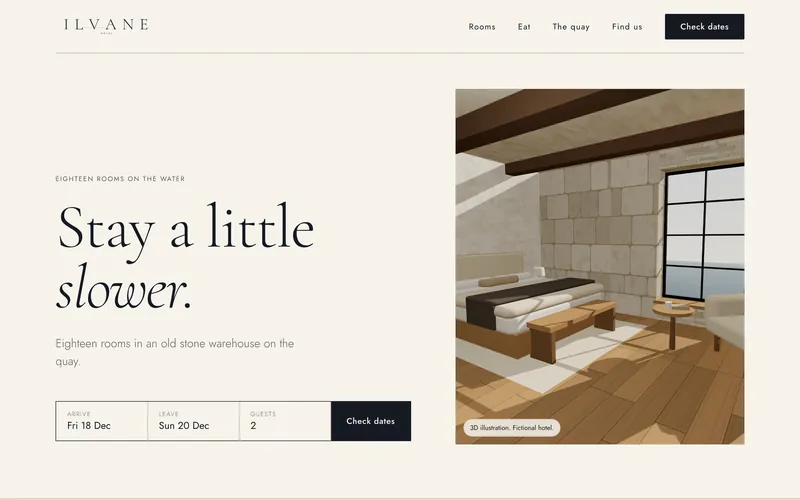 ILVANE
HOTEL
Rooms Eat The quay Find us Check dates
EIGHTEEN ROOMS ON THE WATER
Stay a little
slower.
Eighteen rooms in an old stone warehouse on the
quay.
ARRIVE LEAVE GUESTS
Fri 18 Dec Sun 20 Dec 2 Check dates
3D illustration. Fictional hotel.